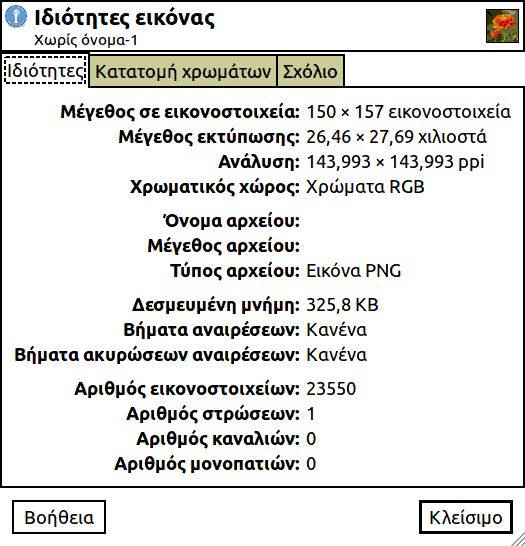 Ιδιότητες εικόνας
Χωρίς όνομα-1
Ιδιότητες Κατατομή χρωμάτων Σχόλιο
Μέγεθος σε εικονοστοιχεία: 150 × 157 εικονοστοιχεία
Μέγεθος εκτύπωσης: 26,46 × 27,69 χιλιοστά
Ανάλυση: 143,993 × 143,993 ppi
Χρωματικός χώρος: Χρώματα RGB
Όνομα αρχείου:
Μέγεθος αρχείου:
Τύπος αρχείου: Εικόνα PNG
Δεσμευμένη μνήμη: 325,8 KB
Βήματα αναιρέσεων: Κανένα
Βήματα ακυρώσεων αναιρέσεων: Κανένα
Αριθμός εικονοστοιχείων: 23550
Αριθμός στρώσεων: 1
Αριθμός καναλιών: 0
Αριθμός μονοπατιών: 0
Βοήθεια Κλείσιμο